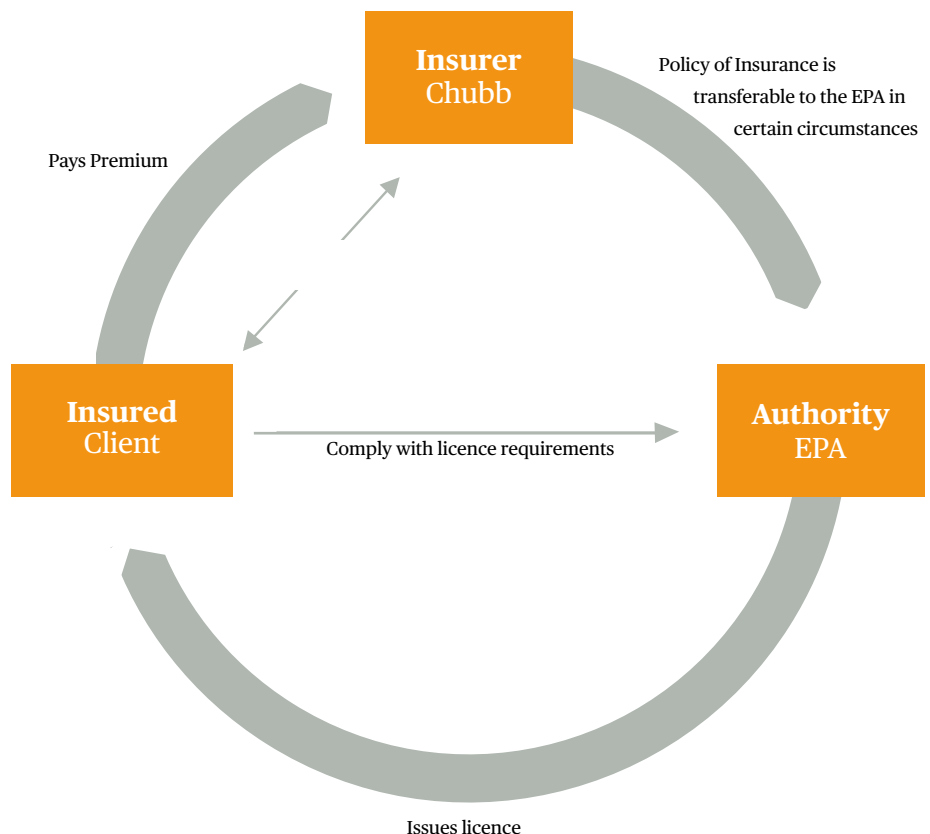 Insurer
Chubb
Policy of Insurance is
transferable to the EPA in
certain circumstances
Pays Premium
Insured
Client
Authority
EPA
Comply with licence requirements
Issues licence